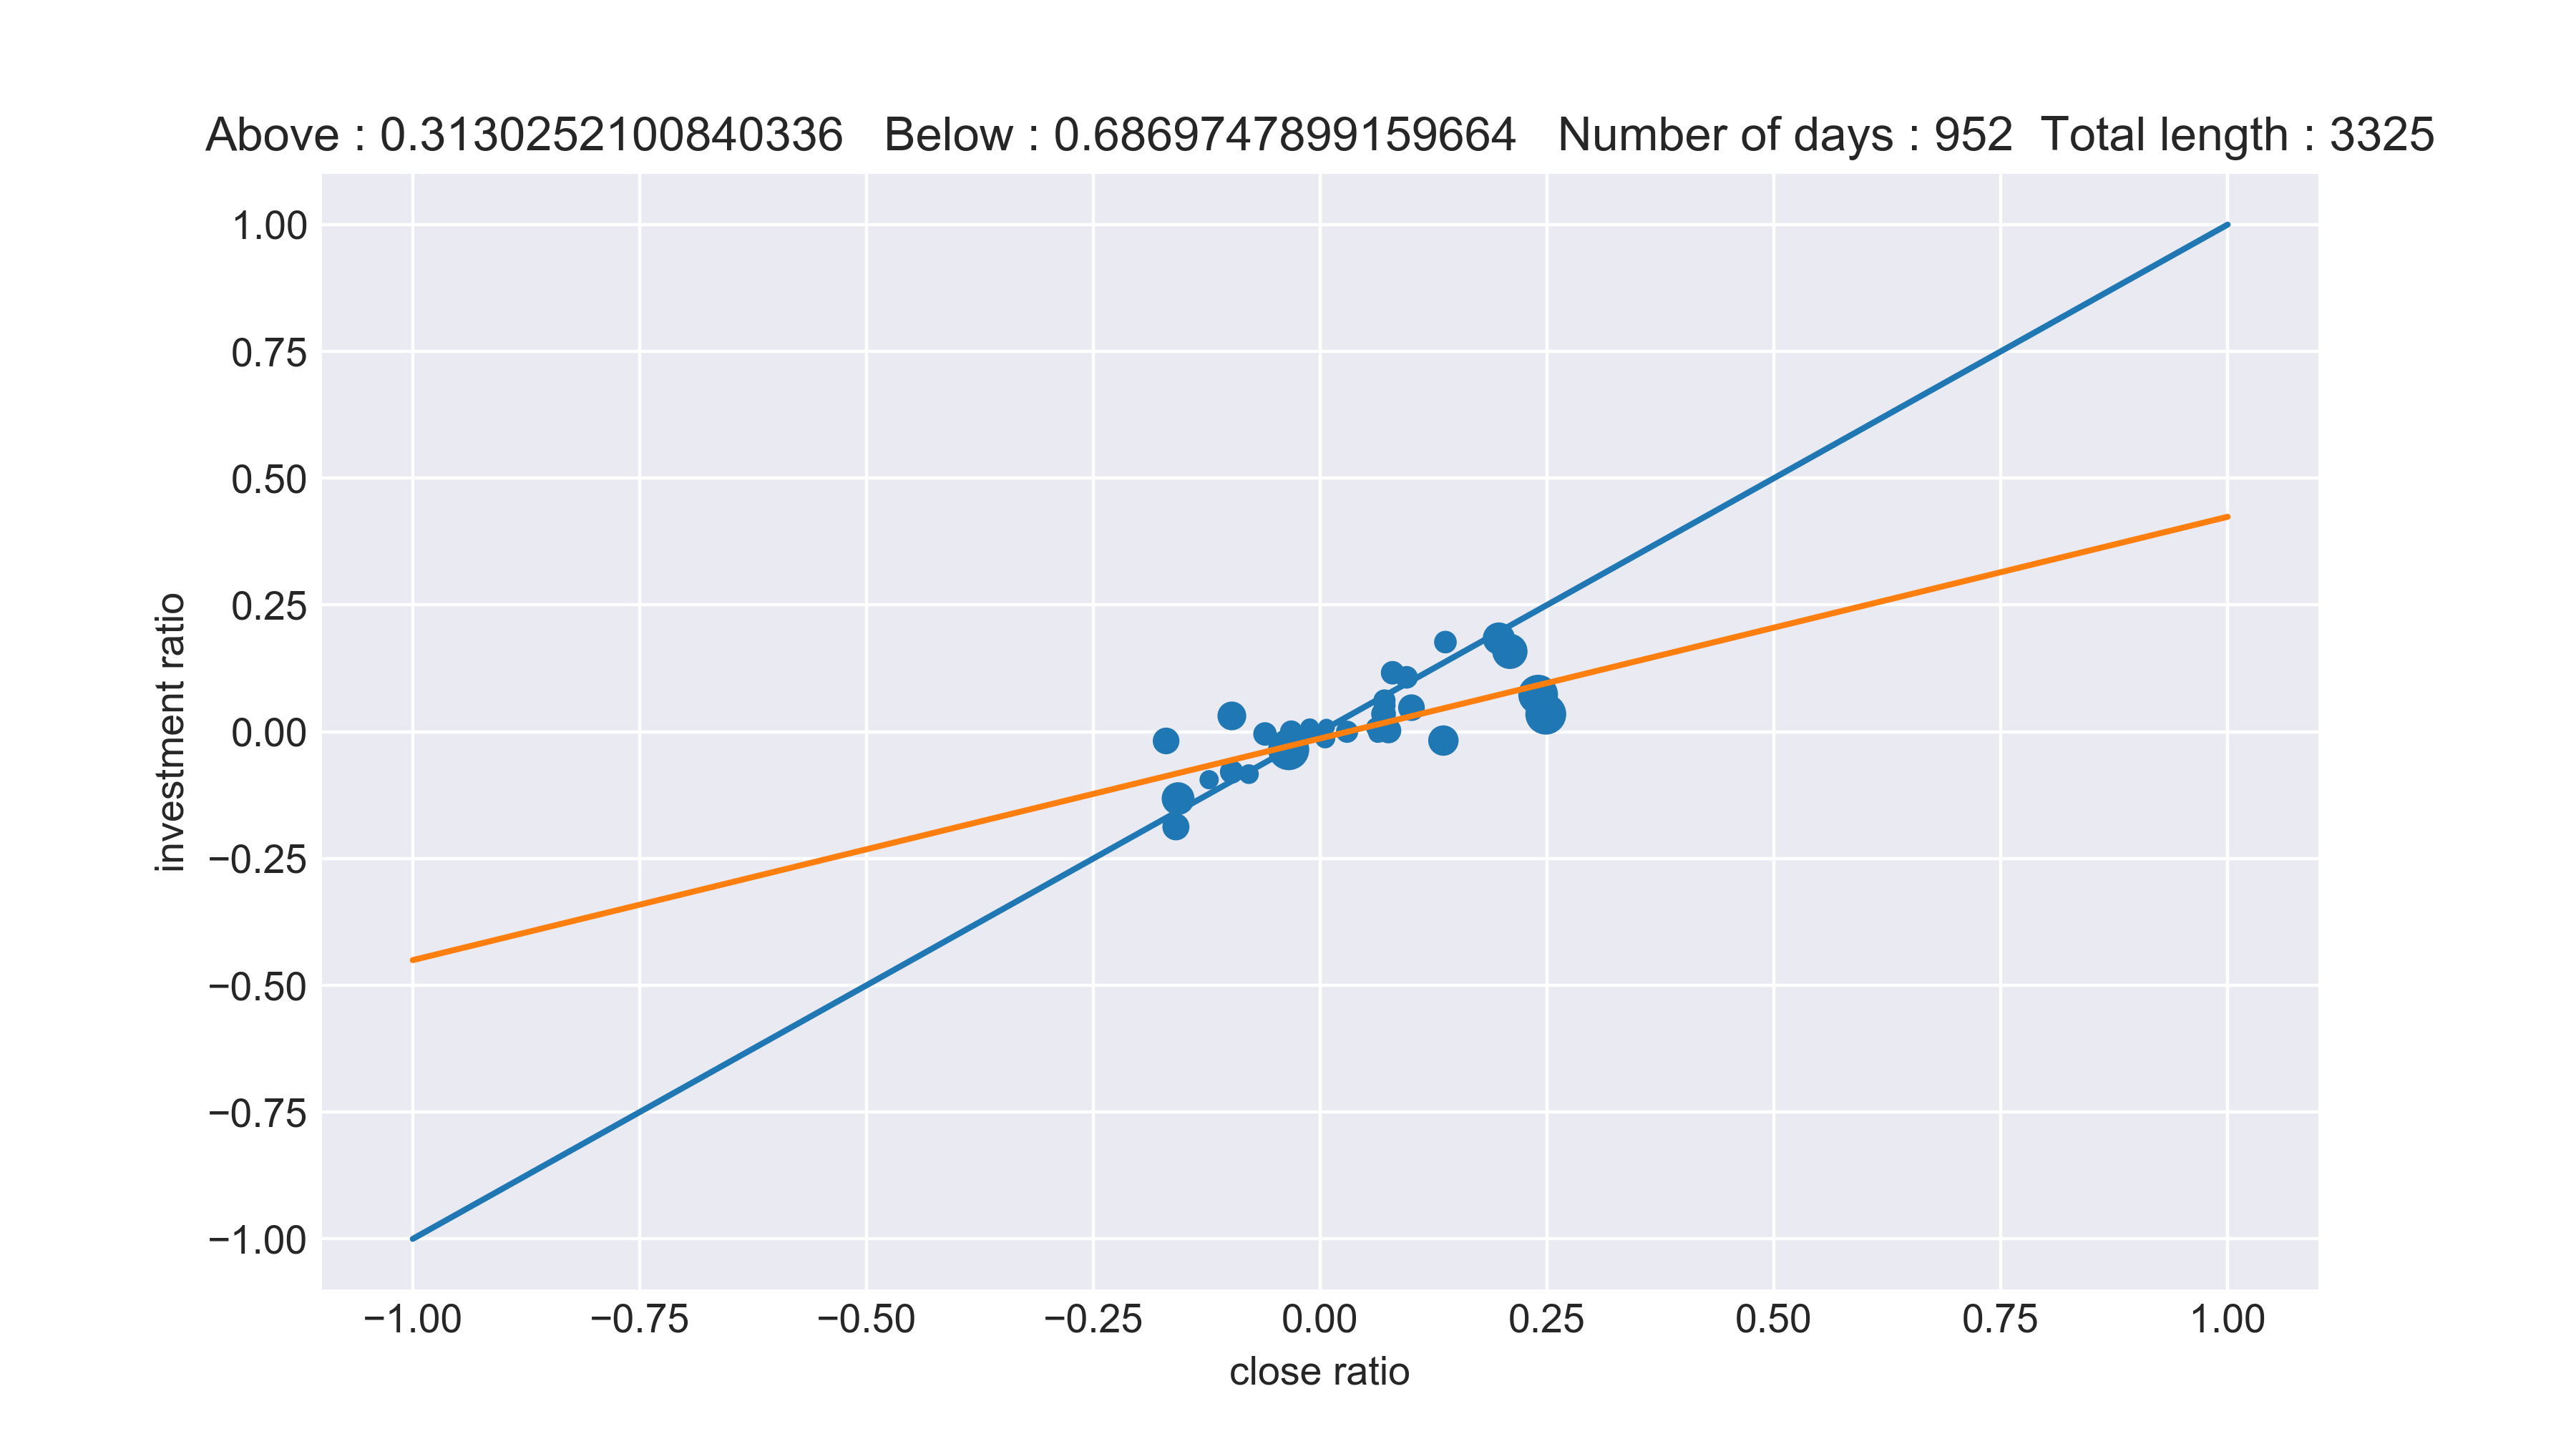 Above : 0.3130252100840336 Below : 0.6869747899159664 Number of days : 952 Total length : 3325
1.00
0.75
0.50
0.25
0.00
−0.25
−0.50
−0.75
−1.00
investment ratio
−1.00 −0.75 −0.50 −0.25 0.00 0.25 0.50 0.75 1.00
close ratio